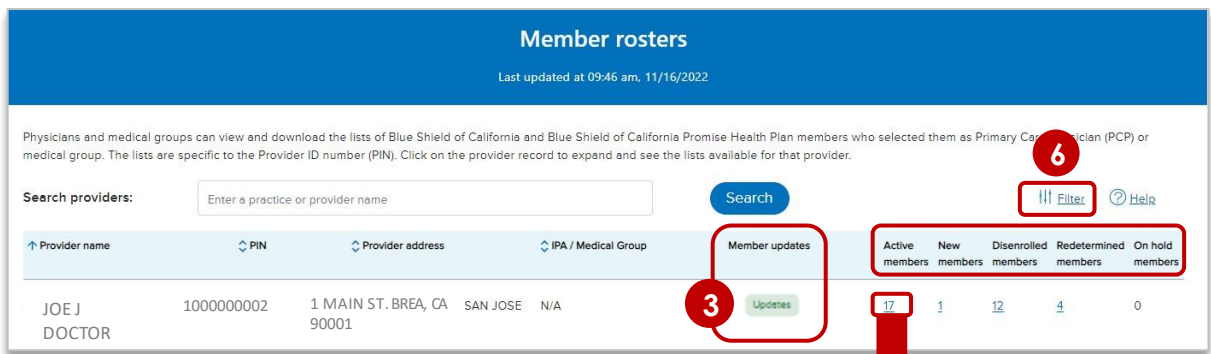 Member rosters
Last updated at 09:46 am, 11/16/2022
Physicians and medical groups can view and download the lists of Blue Shield of California and Blue Shield of California Promise Health Plan members who selected them as Primary Care Physician (PCP) or
medical group. The lists are specific to the Provider ID number (PIN). Click on the provider record to expand and see the lists available for that provider.
6
Search providers: Enter a practice or provider name Search Filter ? Help
Provider name PIN Provider address IPA / Medical Group Member updates Active members New members Disenrolled members Redetermined members On hold members
JOE J 1000000002 1 MAIN ST. BREA, CA SAN JOSE N/A 3 Updates 17 1 12 4 0
DOCTOR 90001